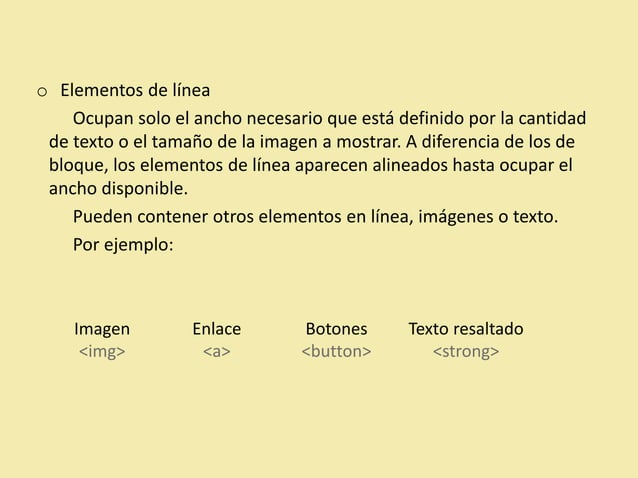 o Elementos de línea
Ocupan solo el ancho necesario que está definido por la cantidad
de texto o el tamaño de la imagen a mostrar. A diferencia de los de
bloque, los elementos de línea aparecen alineados hasta ocupar el
ancho disponible.
Pueden contener otros elementos en línea, imágenes o texto.
Por ejemplo:
Imagen Enlace Botones Texto resaltado
<img> <a> <button> <strong>